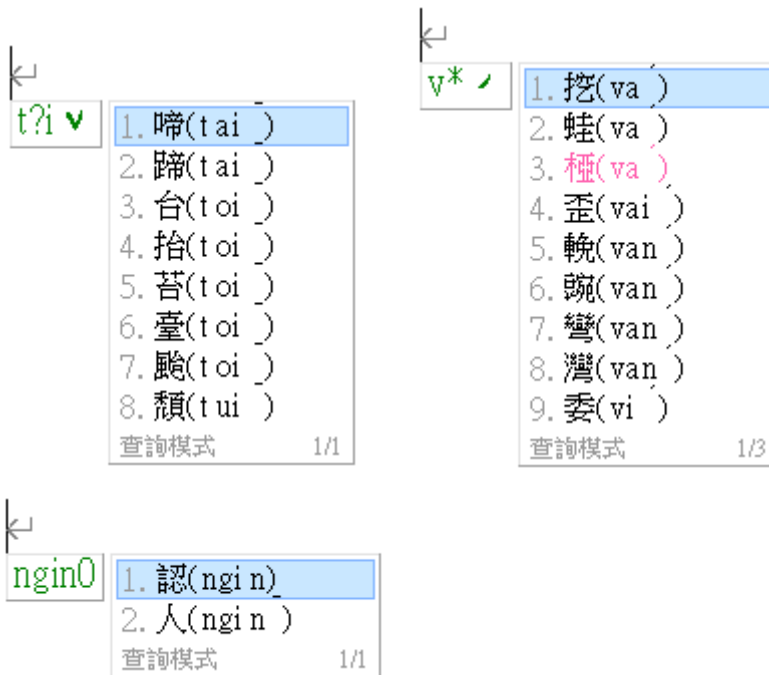 t?i ˇ
1. 啼(tai ˍ)
2. 蹄(tai ˍ)
3. 台(toi ˍ)
4. 抬(toi ˍ)
5. 苔(toi ˍ)
6. 臺(toi ˍ)
7. 颱(toi ˍ)
8. 頹(tui )
查詢模式 1/1
v* ˊ
1. 挖(va ˊ)
2. 蛙(va ˊ)
3. 椏(va ˊ)
4. 歪(vai ˊ)
5. 輓(van ˊ)
6. 豌(van ˊ)
7. 彎(van ˊ)
8. 灣(van ˊ)
9. 委(vi ˊ)
查詢模式 1/3
ngin0
1. 認(ngin)ˍ
2. 人(ngin )
查詢模式 1/1